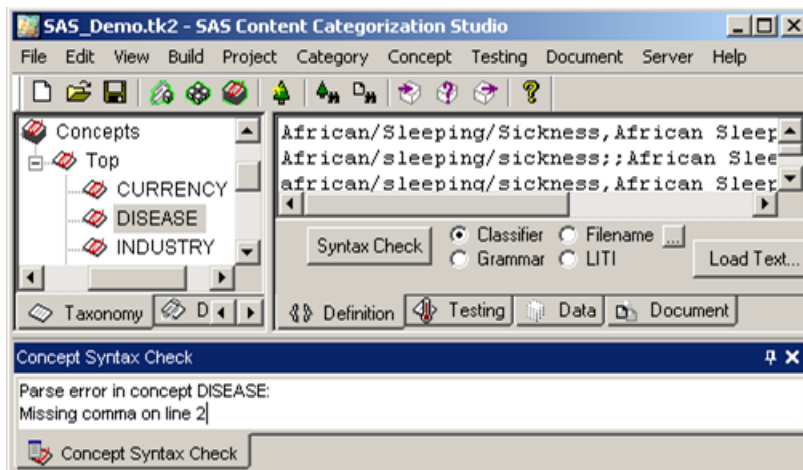 SAS_Demo.tk2 - SAS Content Categorization Studio
File Edit View Build Project Category Concept Testing Document Server Help
Concepts
Top
CURRENCY
DISEASE
INDUSTRY
Taxonomy D
African/Sleeping/Sickness,African Sleep
African/sleeping/sickness;;African Slee
african/sleeping/sickness,African Sleep
Syntax Check
Classifier Filename ...
Grammar LITI
Load Text...
Definition Testing Data Document
Concept Syntax Check
Parse error in concept DISEASE:
Missing comma on line 2
Concept Syntax Check